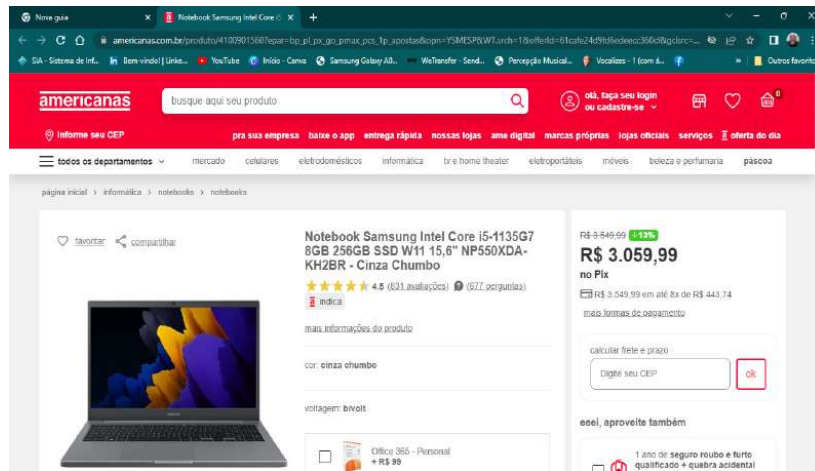 Nova guia
Notebook Samsung Intel Core i5
americanas.com.br/produto/4100901560?epar=bp_pl_px_go_pmax_pcs_1p_apostas&opn=YSMESP&WT.srch=1&offerId=
SIA - Sistema de Inf...
Bem-vindo! | Linke...
YouTube
Início - Canva
Samsung Galaxy A0...
WeTransfer - Send...
Percepção Musical...
Vocalizes - 1 (com á...
Outros favorito
americanas
busque aqui seu produto
olá, faça seu login
ou cadastre-se
0
informe seu CEP
pra sua empresa baixe o app entrega rápida nossas lojas ame digital marcas próprias lojas oficiais serviços oferta do dia
todos os departamentos mercado celulares eletrodomésticos informática tv e home theater eletroportáteis móveis beleza e perfumaria páscoa
página inicial > informática > notebooks > notebooks
favoritar compartilhar
Notebook Samsung Intel Core i5-1135G7
8GB 256GB SSD W11 15,6" NP550XDA-
KH2BR - Cinza Chumbo
4.8 (631 avaliações) (677 perguntas)
indica
mais informações do produto
cor: cinza chumbo
voltagem: bivolt
Office 365 - Personal
+ R$ 99
R$ 3.549,99 13%
R$ 3.059,99
no Pix
R$ 3.549,99 em até 8x de R$ 443,74
mais formas de pagamento
calcular frete e prazo
Digite seu CEP
ok
eeei, aproveite também
1 ano de seguro roubo e furto
qualificado + quebra acidental